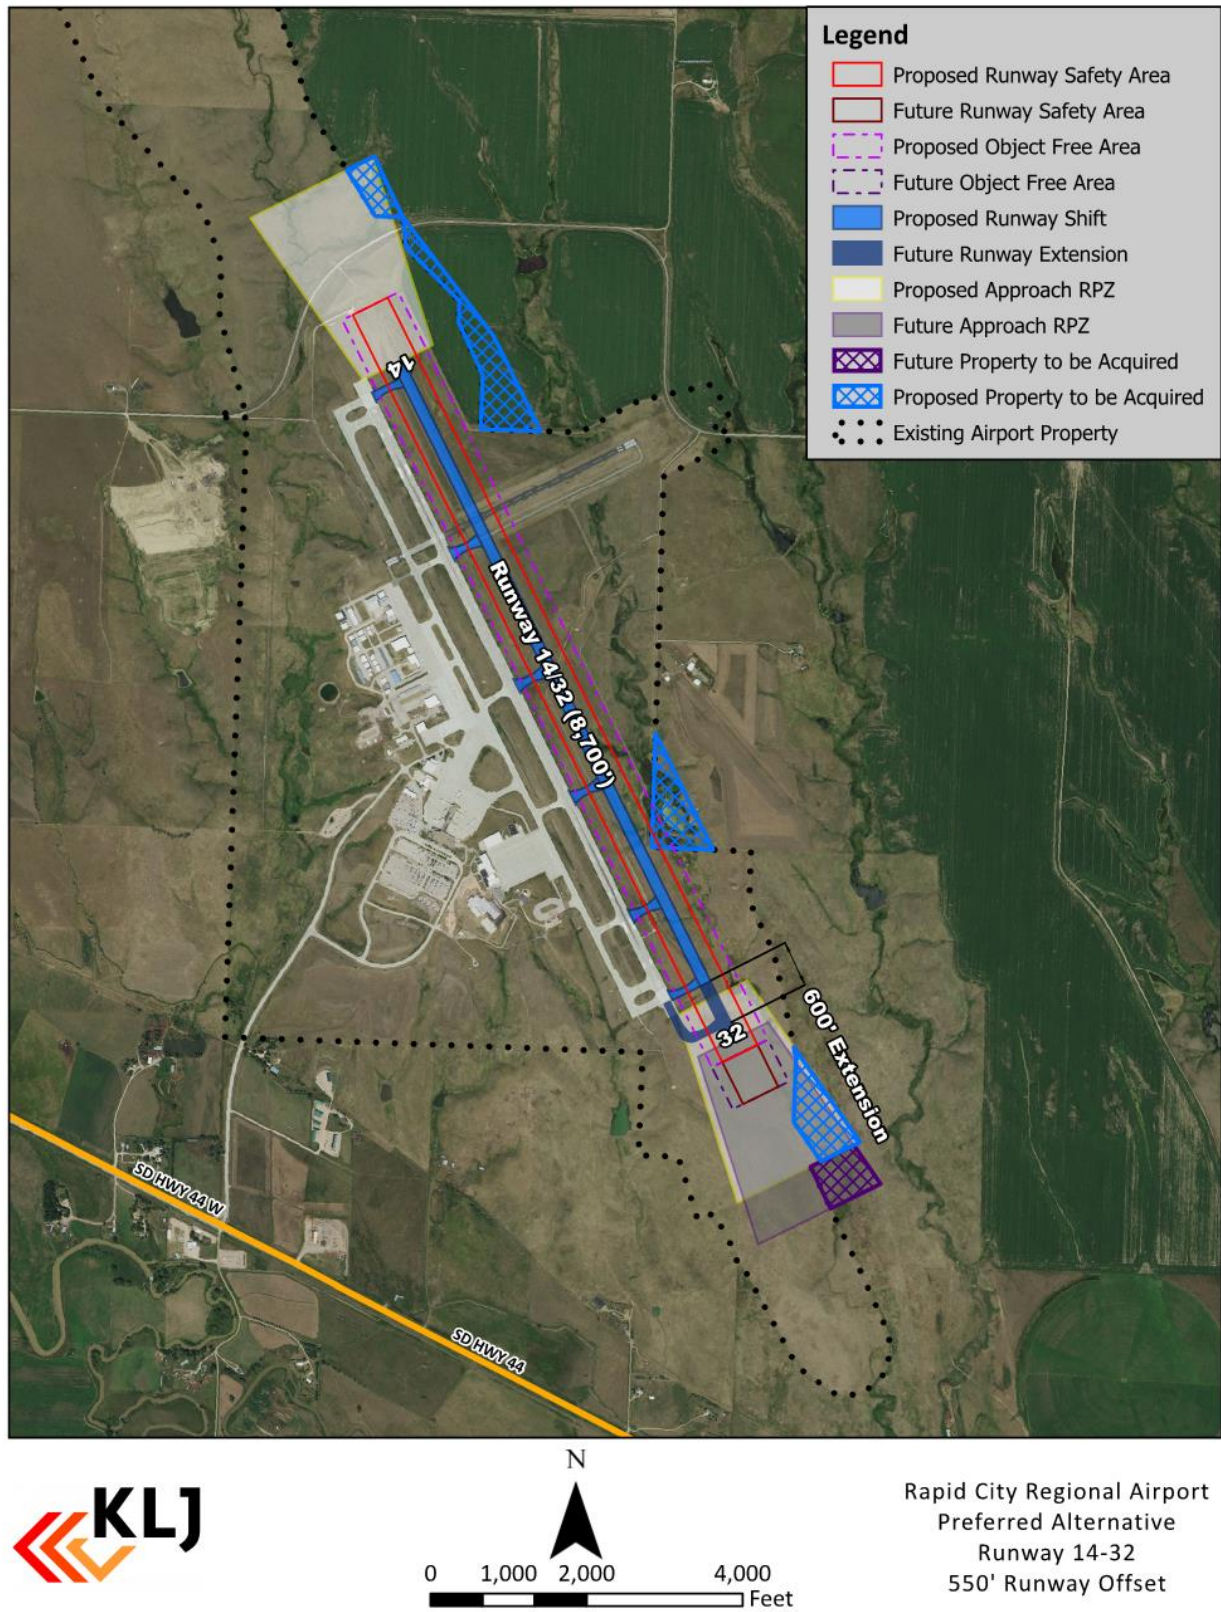 Legend
Proposed Runway Safety Area
Future Runway Safety Area
Proposed Object Free Area
Future Object Free Area
Proposed Runway Shift
Future Runway Extension
Proposed Approach RPZ
Future Approach RPZ
Future Property to be Acquired
Proposed Property to be Acquired
Existing Airport Property
14
Runway 14/32 (8,700')
32
600' Extension
SD HWY 44 W
SD HWY 44
KLJ
N
0 1,000 2,000 4,000
Feet
Rapid City Regional Airport
Preferred Alternative
Runway 14-32
550' Runway Offset